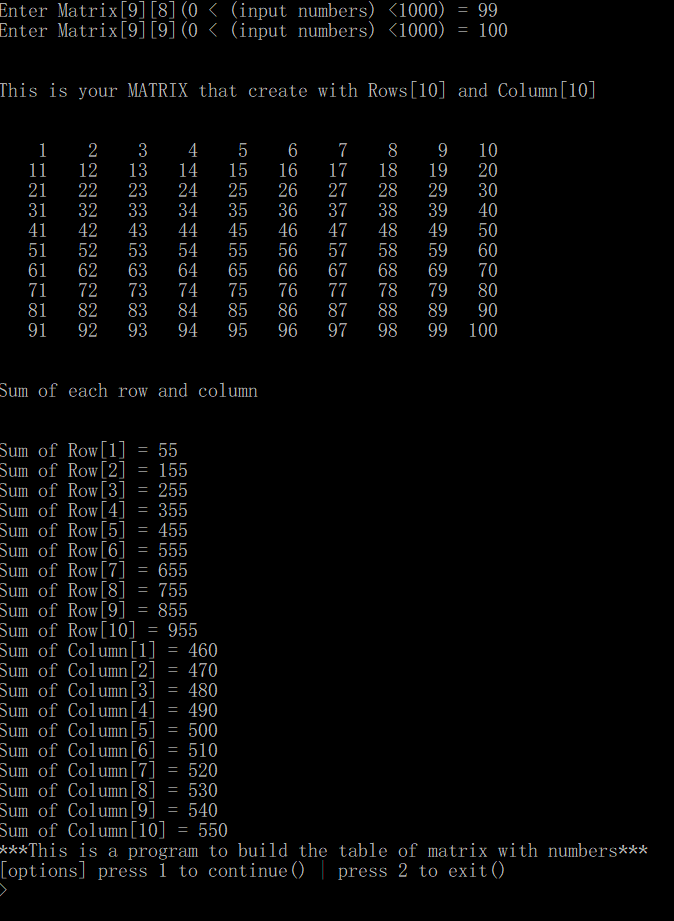 Enter Matrix[9][8](0 < (input numbers) <1000) = 99
Enter Matrix[9][9](0 < (input numbers) <1000) = 100
This is your MATRIX that create with Rows[10] and Column[10]
1 2 3 4 5 6 7 8 9 10
11 12 13 14 15 16 17 18 19 20
21 22 23 24 25 26 27 28 29 30
31 32 33 34 35 36 37 38 39 40
41 42 43 44 45 46 47 48 49 50
51 52 53 54 55 56 57 58 59 60
61 62 63 64 65 66 67 68 69 70
71 72 73 74 75 76 77 78 79 80
81 82 83 84 85 86 87 88 89 90
91 92 93 94 95 96 97 98 99 100
Sum of each row and column
Sum of Row[1] = 55
Sum of Row[2] = 155
Sum of Row[3] = 255
Sum of Row[4] = 355
Sum of Row[5] = 455
Sum of Row[6] = 555
Sum of Row[7] = 655
Sum of Row[8] = 755
Sum of Row[9] = 855
Sum of Row[10] = 955
Sum of Column[1] = 460
Sum of Column[2] = 470
Sum of Column[3] = 480
Sum of Column[4] = 490
Sum of Column[5] = 500
Sum of Column[6] = 510
Sum of Column[7] = 520
Sum of Column[8] = 530
Sum of Column[9] = 540
Sum of Column[10] = 550
***This is a program to build the table of matrix with numbers***
[options] press 1 to continue() | press 2 to exit()
>